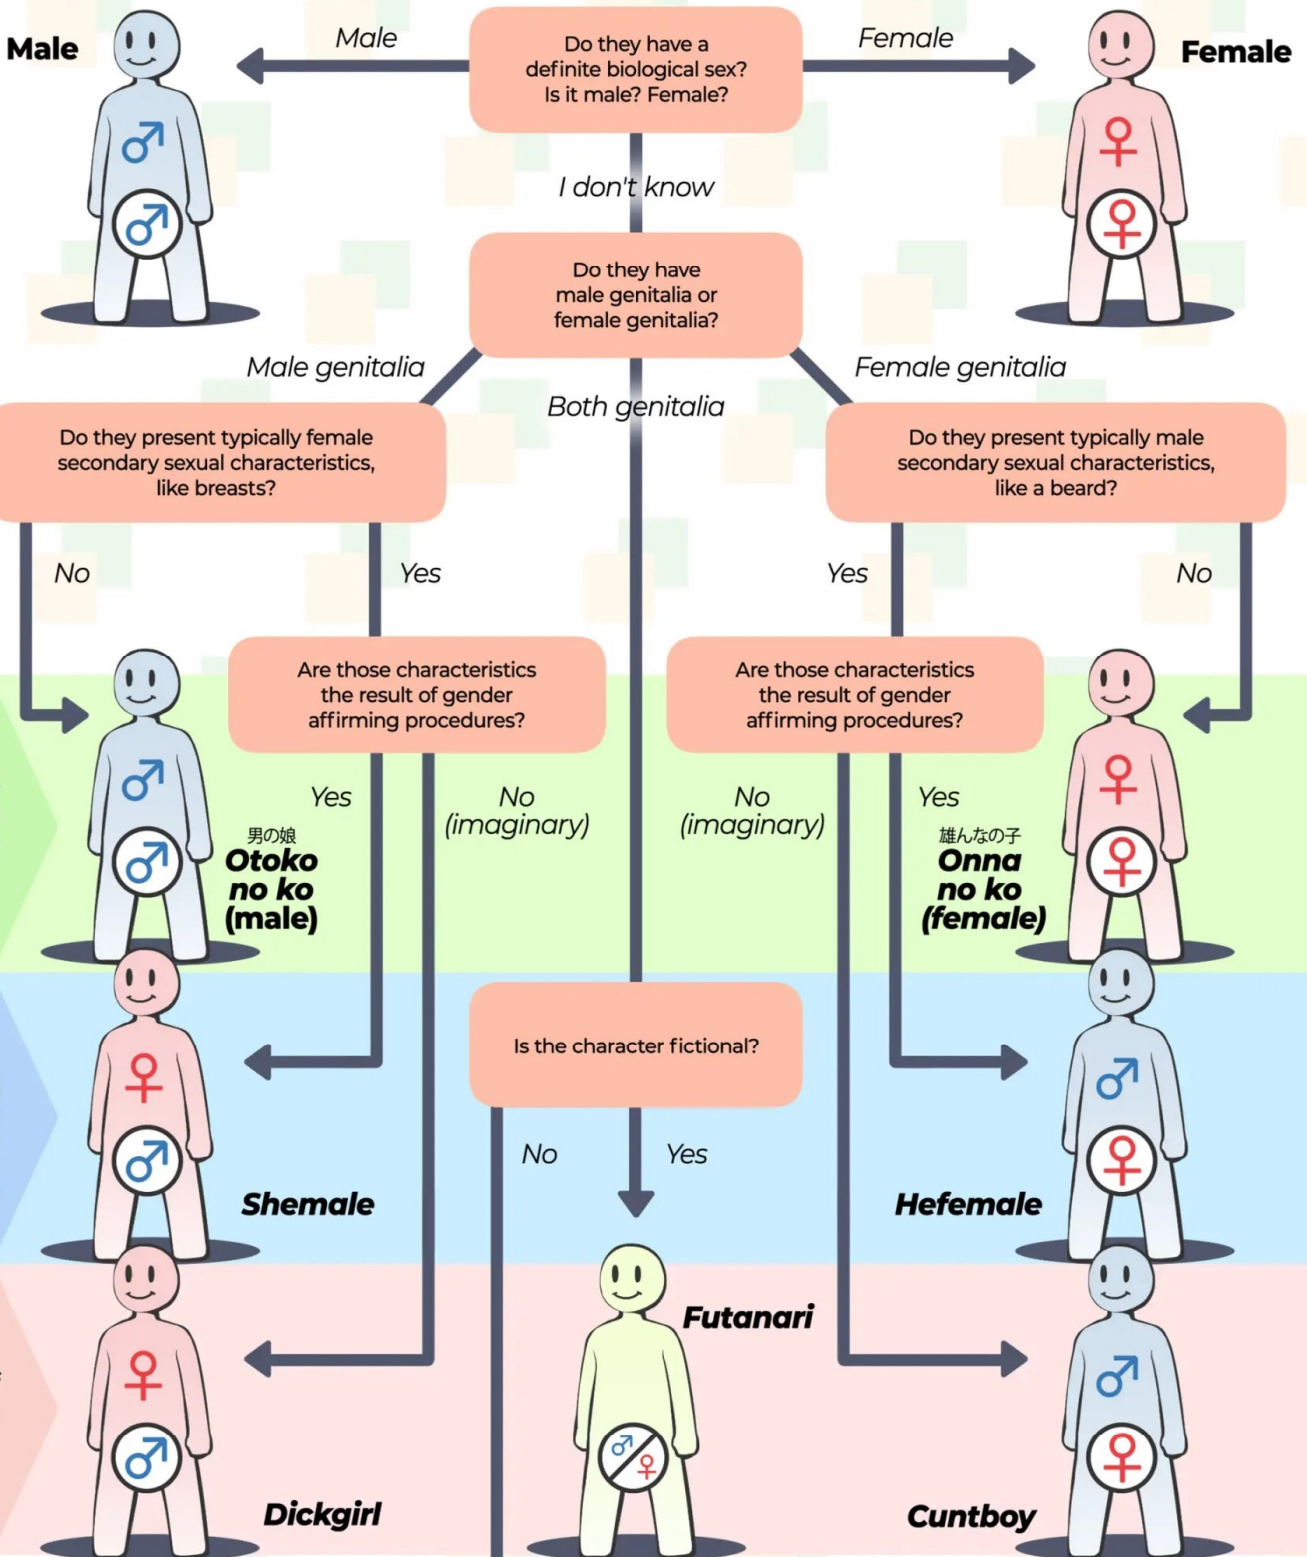 Male
Male
Do they have a
definite biological sex?
Is it male? Female?
Female
Female
I don't know
Do they have
male genitalia or
female genitalia?
Male genitalia
Both genitalia
Female genitalia
Do they present typically female
secondary sexual characteristics,
like breasts?
Do they present typically male
secondary sexual characteristics,
like a beard?
No
Yes
Yes
No
Are those characteristics
the result of gender
affirming procedures?
Are those characteristics
the result of gender
affirming procedures?
Yes
No
(imaginary)
No
(imaginary)
Yes
男の娘
Otoko
no ko
(male)
雄んなの子
Onna
no ko
(female)
Is the character fictional?
No
Yes
Shemale
Hefemale
Futanari
Dickgirl
Cuntboy